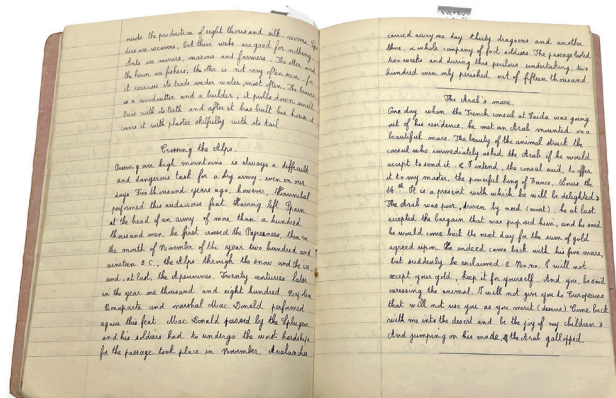 needs the production of eight thousand silk-worms. Spi-
ders are weavers, but their webs are good for nothing.
Ants are miners, masons and farmers. The otter and
the heron are fishers; the otter is not very often seen, for
it exercises its trade under water, most often. The beaver
is a woodcutter and a builder; it pulls down small
trees with its teeth and after it has built his house it
covers it with plaster skilfully with its tail
Crossing the Alps.
Passing over high mountains is always a difficult
and dangerous task for a big army, even in our
days. Two thousand years ago, however, Hannibal
performed this audacious feat. Having left Spain
at the head of an army of more than a hundred
thousand men, he first crossed the Pyrenees, then in
the month of November of the year two hundred and
nineteen B.C., the Alps through the snow and the ice,
and, at last, the Apennines. Twenty centuries later,
in the year one thousand and eight hundred,
Bonaparte and marshal Mac Donald performed
again this feat. Mac Donald passed by the Splugen
and his soldiers had to undergo the worst hardships
for the passage took place in November. Avalanches
carried away one day thirty dragoons and another
time, a whole company of foot soldiers. The passage lasted
two weeks and during this perilous undertaking, two
hundred men only perished out of fifteen thousand.
The Arab's mare.
One day, when the French consul at Saida was going
out of his residence, he met an Arab mounted on a
beautiful mare. The beauty of the animal struck the
consul who immediately asked the Arab if he would
accept to send it. « I intend, the consul said, to offer
it to my master, the powerful king of France, Louis the
14th. It is a present with which he will be delighted. »
The Arab was poor, driven by need (want), he at last
accepted the bargain that was proposed him, and he said
he would come but the next day for the sum of gold
agreed upon. He indeed came back with his fine mare,
but suddenly he exclaimed: « No no. I will not
accept your gold, keep it for yourself. And you, he said
caressing the animal. I will not give you to Europeans
that will not use you as you merit (deserve). Come back
with me into the desert and be the joy of my children. »
And jumping on his made, the Arab gallopped